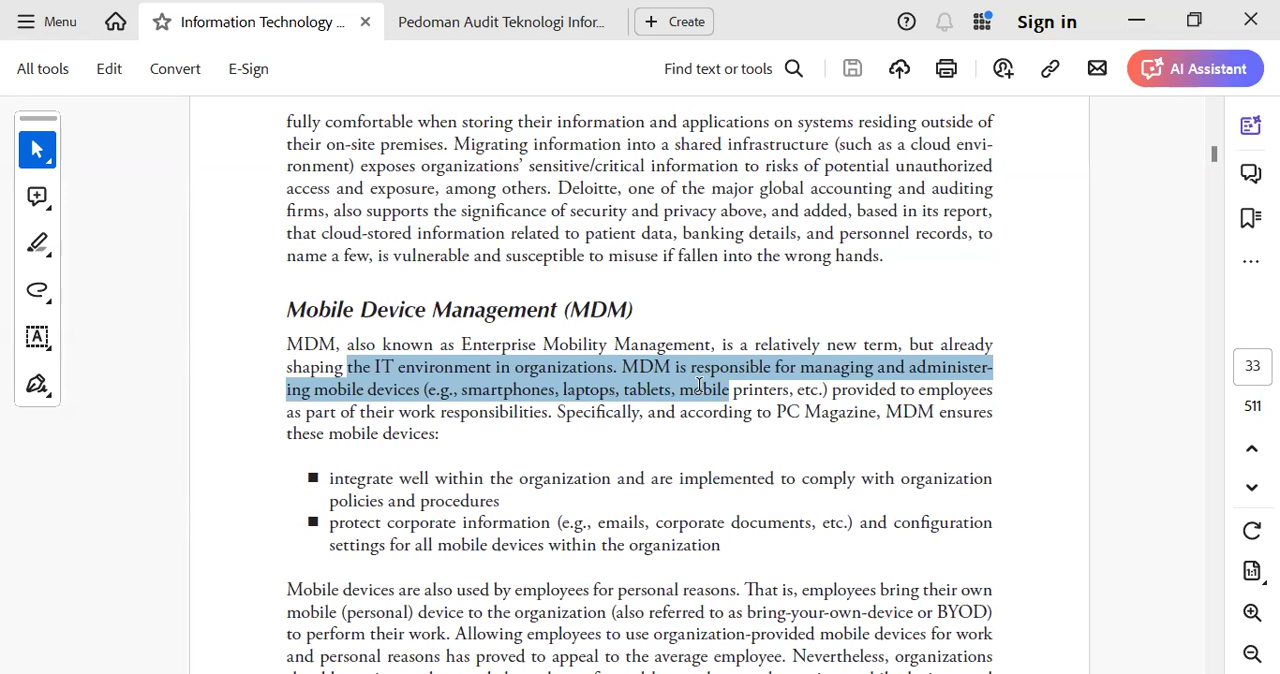 Menu
Information Technology ...
Pedoman Audit Teknologi Infor...
Create
Sign in
All tools
Edit
Convert
E-Sign
Find text or tools
AI Assistant
fully comfortable when storing their information and applications on systems residing outside of
their on-site premises. Migrating information into a shared infrastructure (such as a cloud envi-
ronment) exposes organizations' sensitive/critical information to risks of potential unauthorized
access and exposure, among others. Deloitte, one of the major global accounting and auditing
firms, also supports the significance of security and privacy above, and added, based in its report,
that cloud-stored information related to patient data, banking details, and personnel records, to
name a few, is vulnerable and susceptible to misuse if fallen into the wrong hands.
Mobile Device Management (MDM)
MDM, also known as Enterprise Mobility Management, is a relatively new term, but already
shaping the IT environment in organizations. MDM is responsible for managing and administer-
ing mobile devices (e.g., smartphones, laptops, tablets, mobile printers, etc.) provided to employees
as part of their work responsibilities. Specifically, and according to PC Magazine, MDM ensures
these mobile devices:
■ integrate well within the organization and are implemented to comply with organization
policies and procedures
■ protect corporate information (e.g., emails, corporate documents, etc.) and configuration
settings for all mobile devices within the organization
Mobile devices are also used by employees for personal reasons. That is, employees bring their own
mobile (personal) device to the organization (also referred to as bring-your-own-device or BYOD)
to perform their work. Allowing employees to use organization-provided mobile devices for work
and personal reasons has proved to appeal to the average employee. Nevertheless, organizations
33
511
1:1